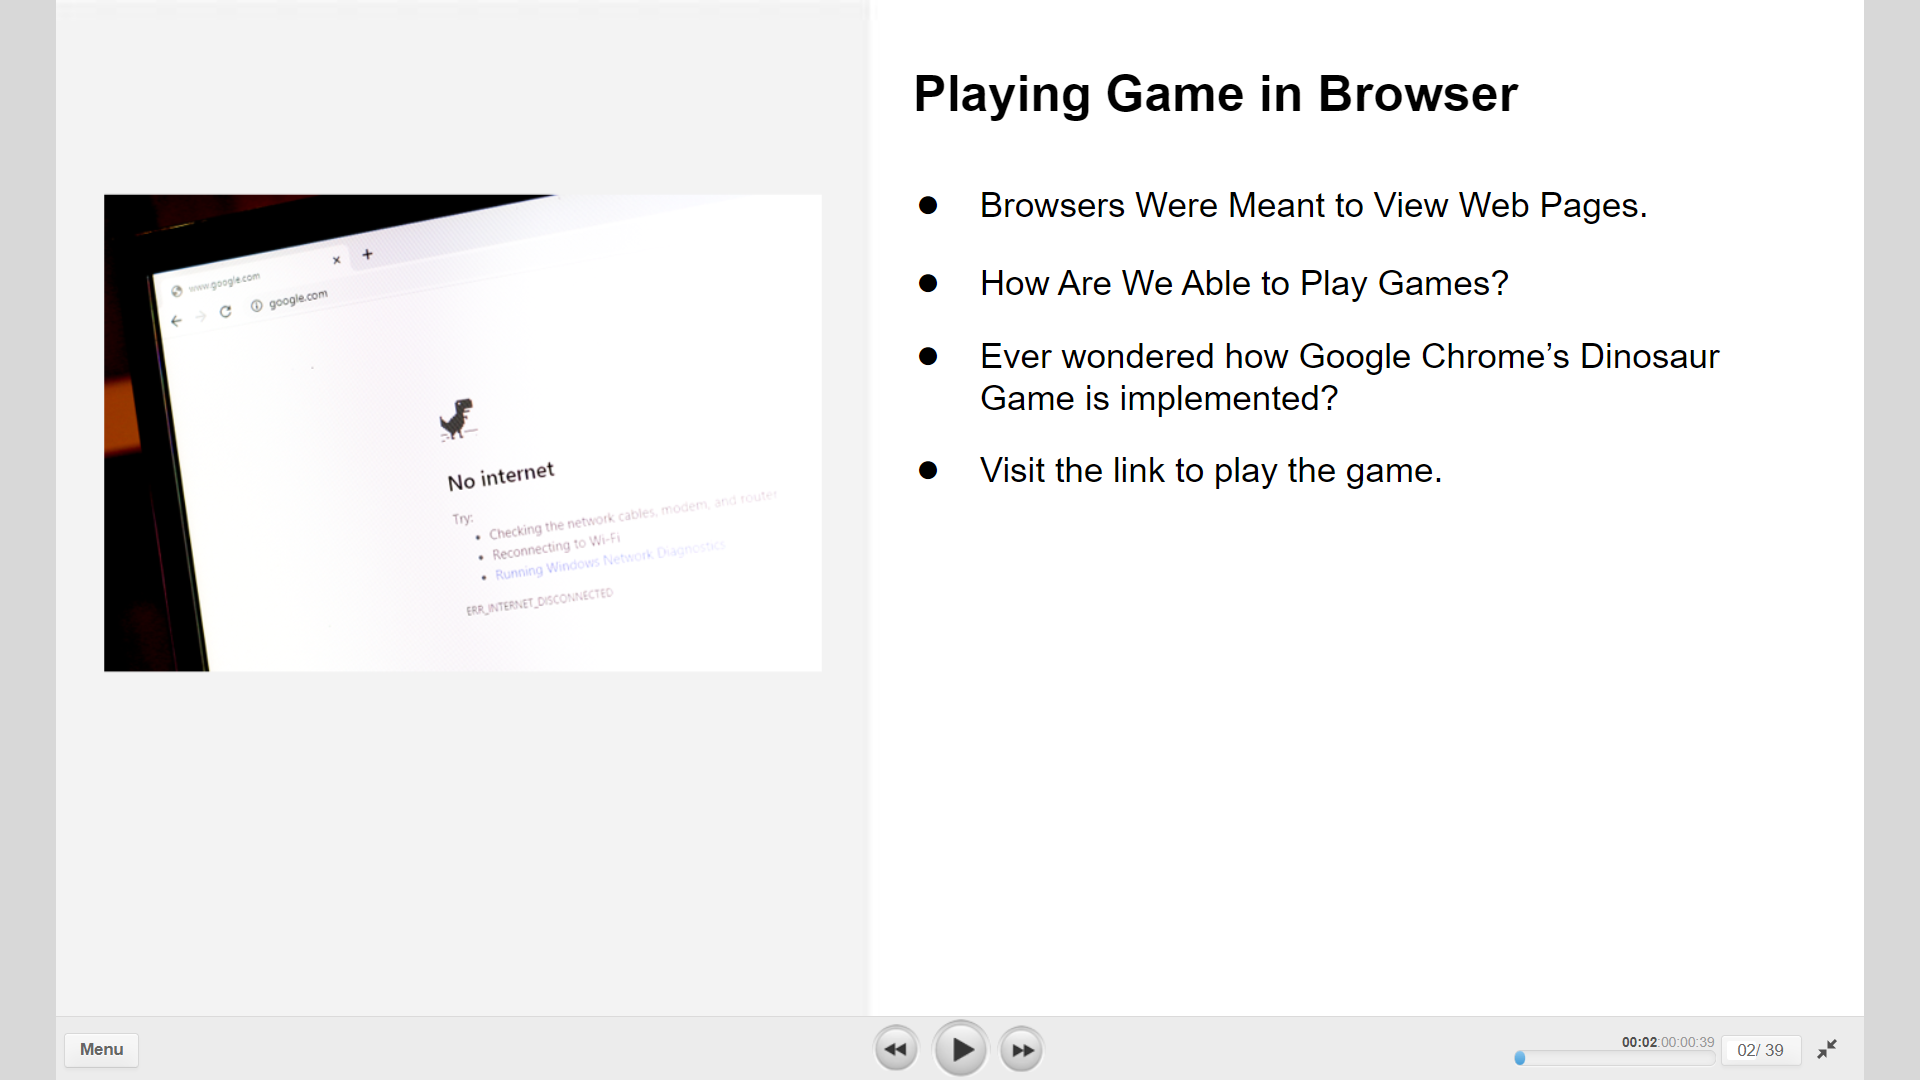 Playing Game in Browser
● Browsers Were Meant to View Web Pages.
● How Are We Able to Play Games?
● Ever wondered how Google Chrome’s Dinosaur
Game is implemented?
● Visit the link to play the game.
www.google.com
google.com
No internet
Try:
• Checking the network cables, modem, and router
• Reconnecting to Wi-Fi
• Running Windows Network Diagnostics
ERR_INTERNET_DISCONNECTED
Menu
00:02:00:00:39
02/ 39